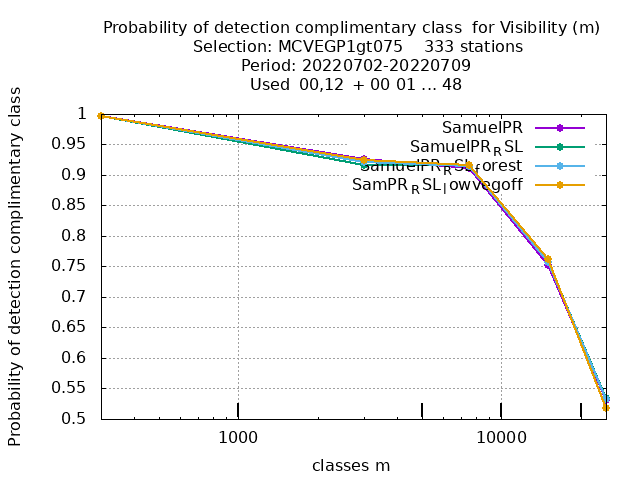 Probability of detection complimentary class  for Visibility (m)
Selection: MCVEGP1gt075    333 stations
Period: 20220702-20220709
Used  00,12  + 00 01 ... 48
Probability of detection complimentary class
1
0.95
0.9
0.85
0.8
0.75
0.7
0.65
0.6
0.55
0.5
SamuelPR
SamuelPR_RSL
SamuelPR_RSL_forest
SamPR_RSL_lowvegoff
1000
10000
classes m